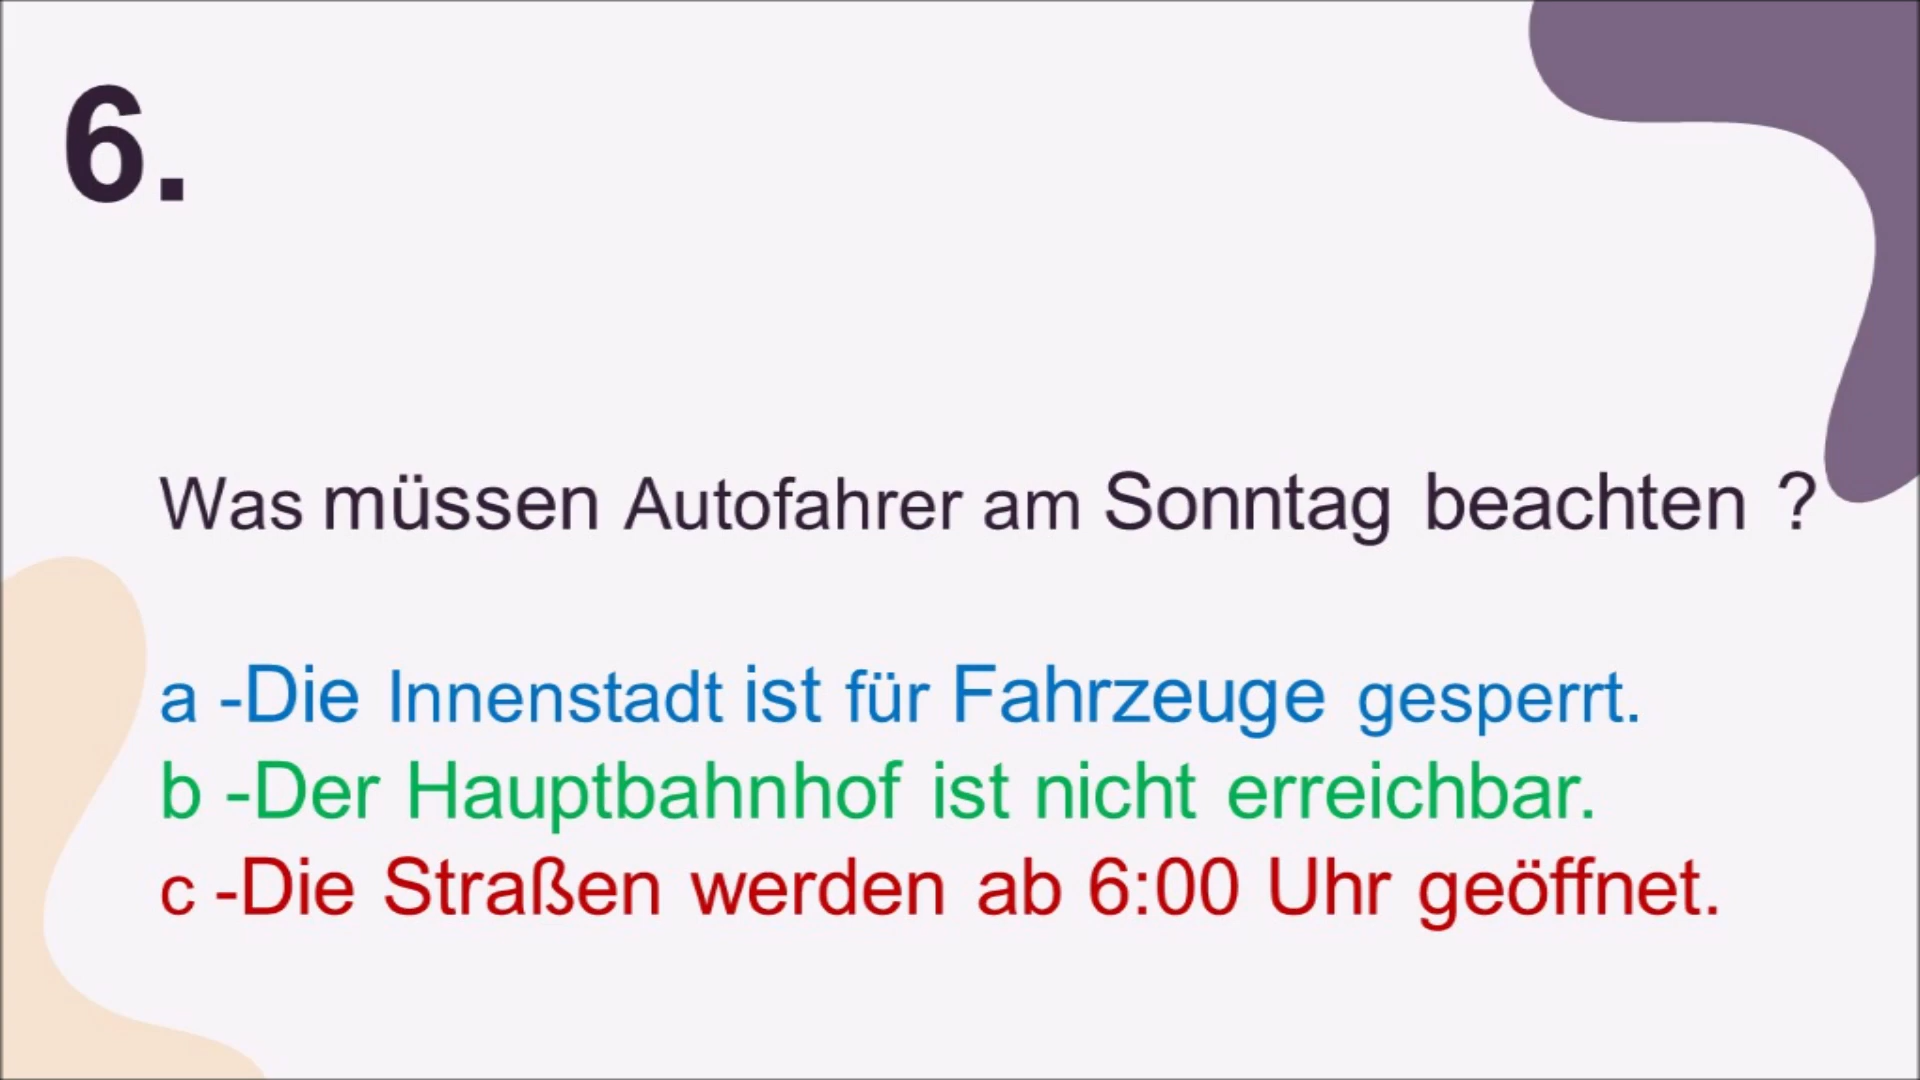 6.
Was müssen Autofahrer am Sonntag beachten ?
a -Die Innenstadt ist für Fahrzeuge gesperrt.
b -Der Hauptbahnhof ist nicht erreichbar.
c -Die Straßen werden ab 6:00 Uhr geöffnet.